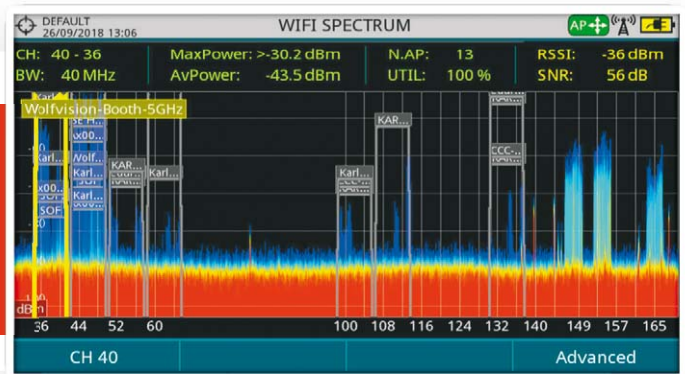 DEFAULT
26/09/2018 13:06
WIFI SPECTRUM
AP
CH: 40 - 36
MaxPower: >-30.2 dBm
N.AP: 13
RSSI: -36 dBm
BW: 40 MHz
AvPower: -43.5 dBm
UTIL: 100 %
SNR: 56 dB
Wolfvision-Booth-5GHz
KAR...
CCC-..
Karl...
KAR...
Karl...
Karl...
Karl...
SOF
Karl...
dBm
36 44 52 60 100 108 116 124 132 140 149 157 165
CH 40
Advanced